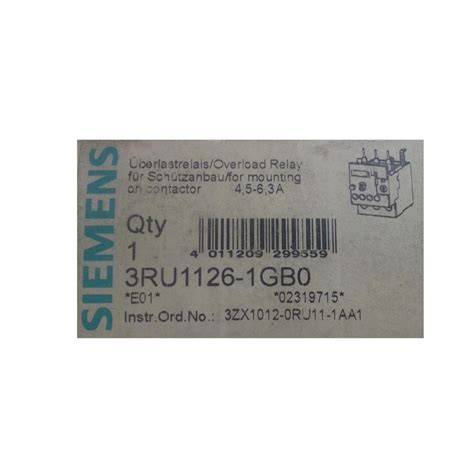 SIEMENS
Überlastrelais/Overload Relay
für Schützanbau/for mounting
on contactor 4,5-6,3A
Qty
1
4 011209 299559
3RU1126-1GB0
*E01* *02319715*
Instr.Ord.No.: 3ZX1012-0RU11-1AA1